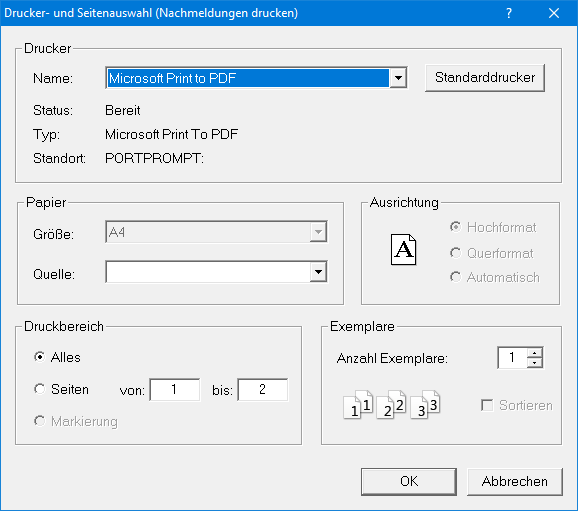 Drucker- und Seitenauswahl (Nachmeldungen drucken)
?
Drucker
Name: Microsoft Print to PDF Standarddrucker
Status: Bereit
Typ: Microsoft Print To PDF
Standort: PORTPROMPT:
Papier
Größe: A4
Quelle:
Ausrichtung
A
Hochformat
Querformat
Automatisch
Druckbereich
Alles
Seiten von: 1 bis: 2
Markierung
Exemplare
Anzahl Exemplare: 1
1 1 2 2 3 3
Sortieren
OK Abbrechen